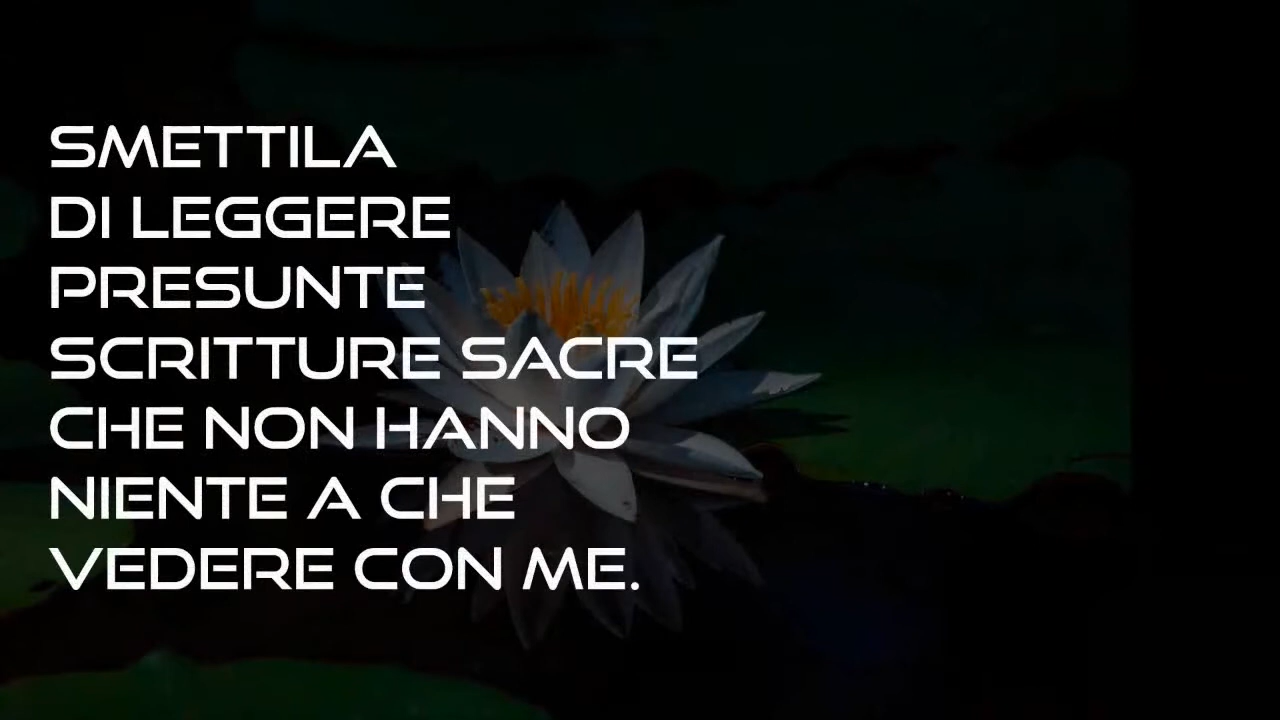 SMETTILA
DI LEGGERE
PRESUNTE
SCRITTURE SACRE
CHE NON HANNO
NIENTE A CHE
VEDERE CON ME.